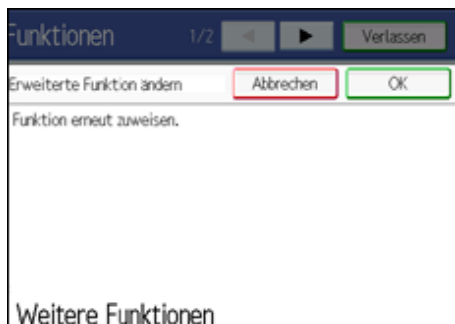 Funktionen 1/2 Verlassen
Erweiterte Funktion ändern Abbrechen OK
Funktion erneut zuweisen.
Weitere Funktionen